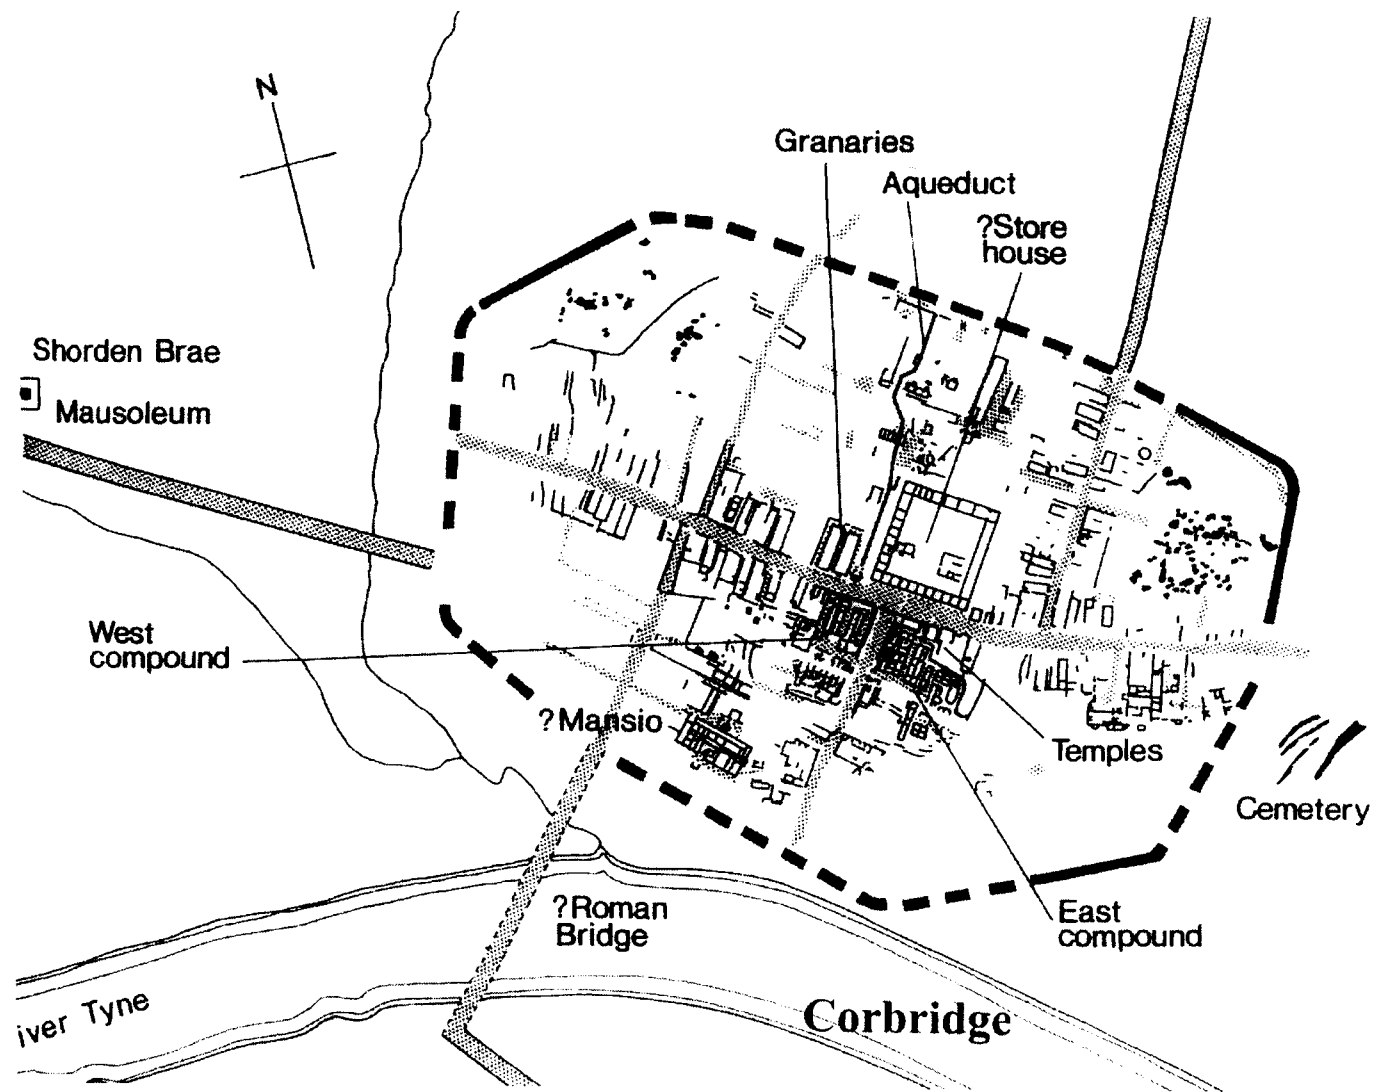 N
Granaries
Aqueduct
?Store
house
Shorden Brae
Mausoleum
West
compound
?Mansio
Temples
Cemetery
East
compound
?Roman
Bridge
iver Tyne
Corbridge